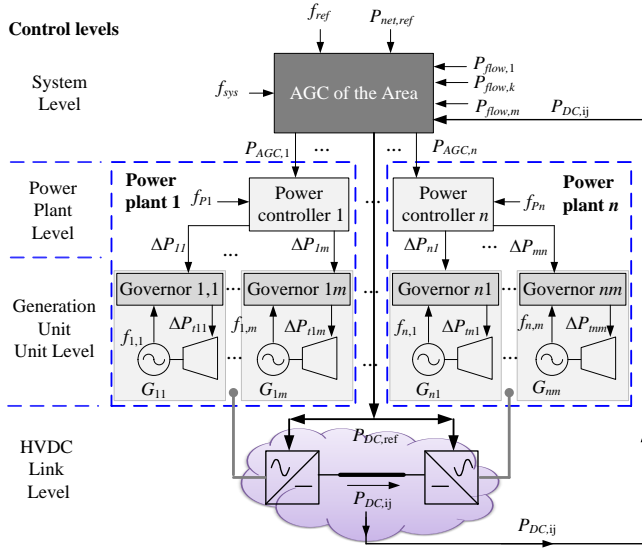 Control levels
f_ref
P_net,ref
System
Level
f_sys
AGC of the Area
P_flow,1
P_flow,k
P_flow,m
P_DC,ij
P_AGC,1
...
...
P_AGC,n
Power
Plant
Level
Power
plant 1
f_P1
Power
controller 1
...
Power
controller n
f_Pn
Power
plant n
ΔP_11
...
ΔP_1m
ΔP_n1
...
ΔP_mn
Generation
Unit
Unit Level
Governor 1,1
...
Governor 1m
...
Governor n1
...
Governor nm
f_1,1
ΔP_t11
f_1,m
ΔP_t1m
f_n,1
ΔP_tn1
f_n,m
ΔP_tnm
...
...
...
G_11
G_1m
G_n1
G_nm
HVDC
Link
Level
P_DC,ref
P_DC,ij
P_DC,ij